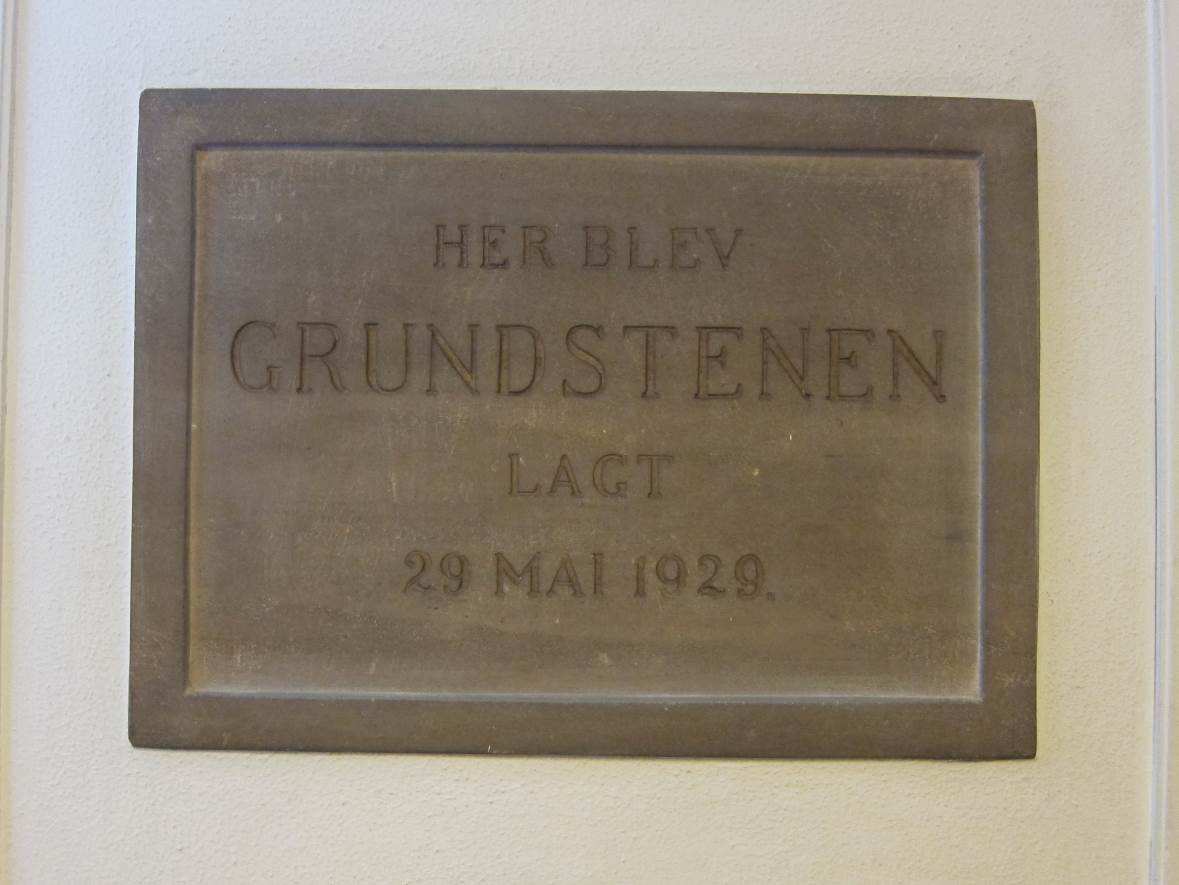 HER BLEV
GRUNDSTENEN
LAGT
29 MAI 1929.